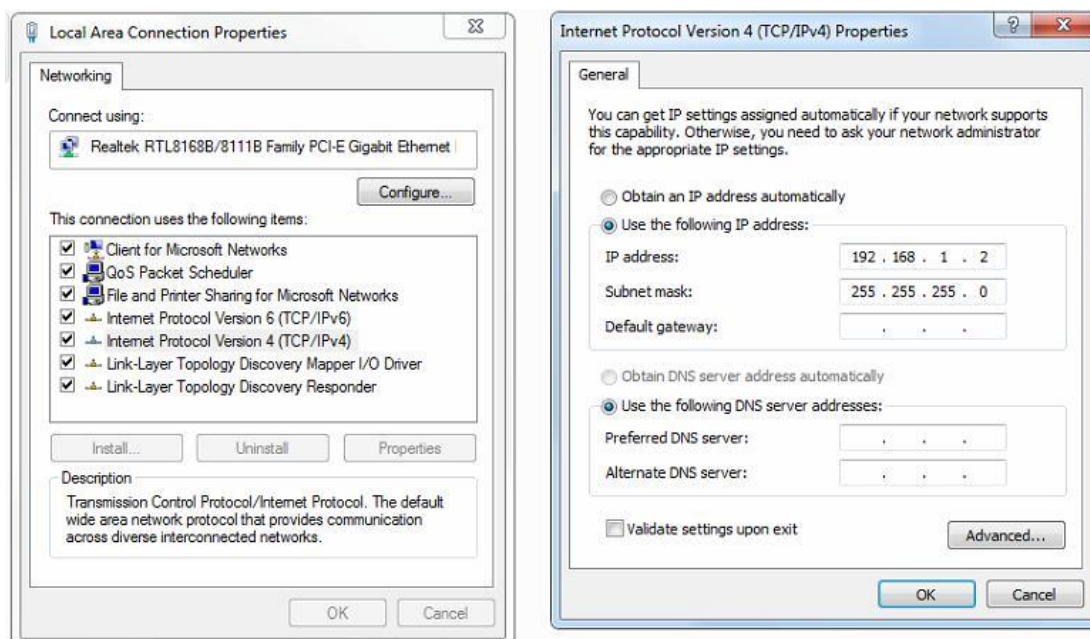 Local Area Connection Properties
Networking
Connect using:
Realtek RTL8168B/8111B Family PCI-E Gigabit Ethernet
Configure...
This connection uses the following items:
Client for Microsoft Networks
QoS Packet Scheduler
File and Printer Sharing for Microsoft Networks
Internet Protocol Version 6 (TCP/IPv6)
Internet Protocol Version 4 (TCP/IPv4)
Link-Layer Topology Discovery Mapper I/O Driver
Link-Layer Topology Discovery Responder
Install...
Uninstall
Properties
Description
Transmission Control Protocol/Internet Protocol. The default
wide area network protocol that provides communication
across diverse interconnected networks.
OK
Cancel
Internet Protocol Version 4 (TCP/IPv4) Properties
General
You can get IP settings assigned automatically if your network supports
this capability. Otherwise, you need to ask your network administrator
for the appropriate IP settings.
Obtain an IP address automatically
Use the following IP address:
IP address: 192 . 168 . 1 . 2
Subnet mask: 255 . 255 . 255 . 0
Default gateway: . . .
Obtain DNS server address automatically
Use the following DNS server addresses:
Preferred DNS server: . . .
Alternate DNS server: . . .
Validate settings upon exit
Advanced...
OK
Cancel